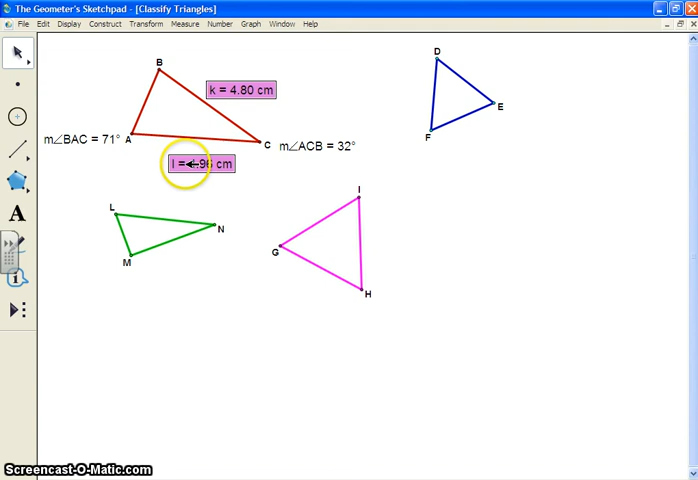 The Geometer's Sketchpad - [Classify Triangles]
File Edit Display Construct Transform Measure Number Graph Window Help
B
k = 4.80 cm
D
E
F
m∠BAC = 71°
A
C
m∠ACB = 32°
cm
L
N
M
I
G
H
A
i
Screencast-O-Matic.com